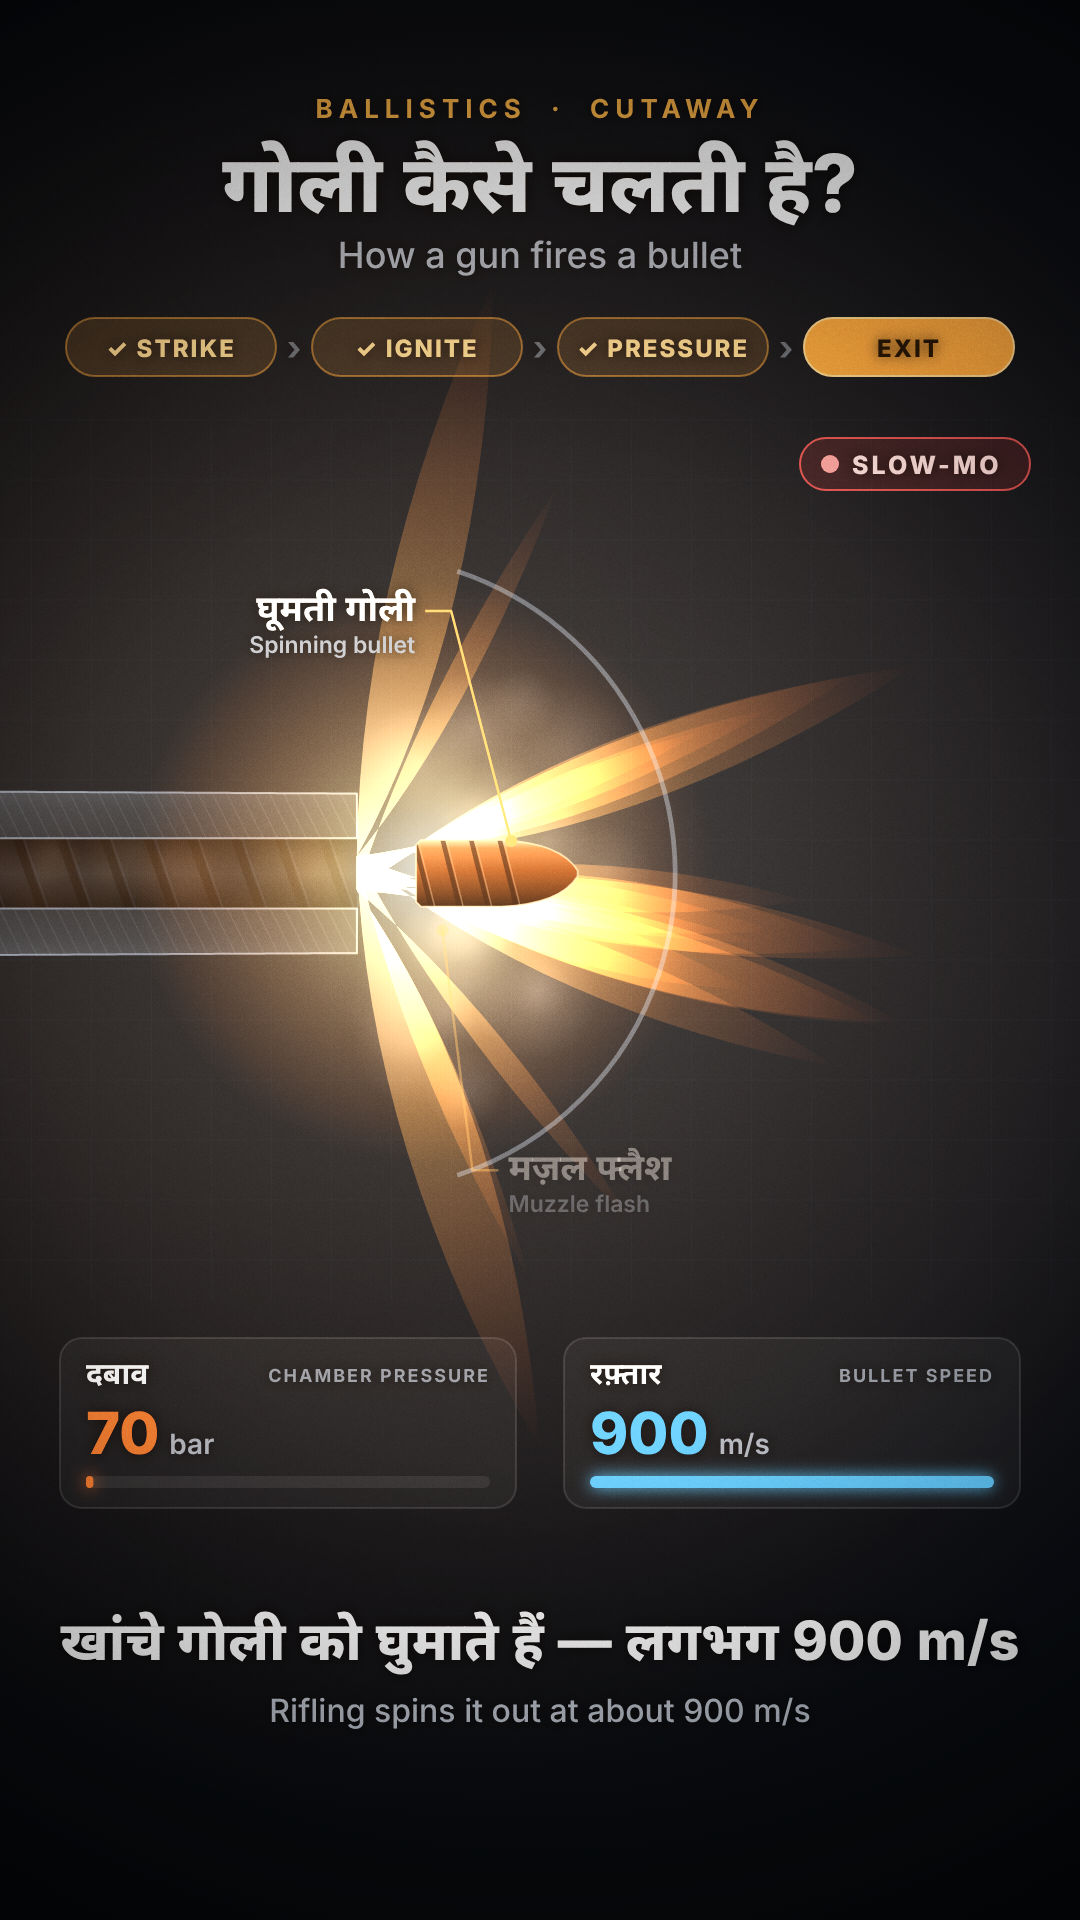 BALLISTICS · CUTAWAY
गोली कैसे चलती है?
How a gun fires a bullet
✓ STRIKE › ✓ IGNITE › ✓ PRESSURE › EXIT
SLOW-MO
घूमती गोली
Spinning bullet
मज़ल फ्लैश
Muzzle flash
दबाव CHAMBER PRESSURE
70 bar
रफ़्तार BULLET SPEED
900 m/s
खांचे गोली को घुमाते हैं — लगभग 900 m/s
Rifling spins it out at about 900 m/s